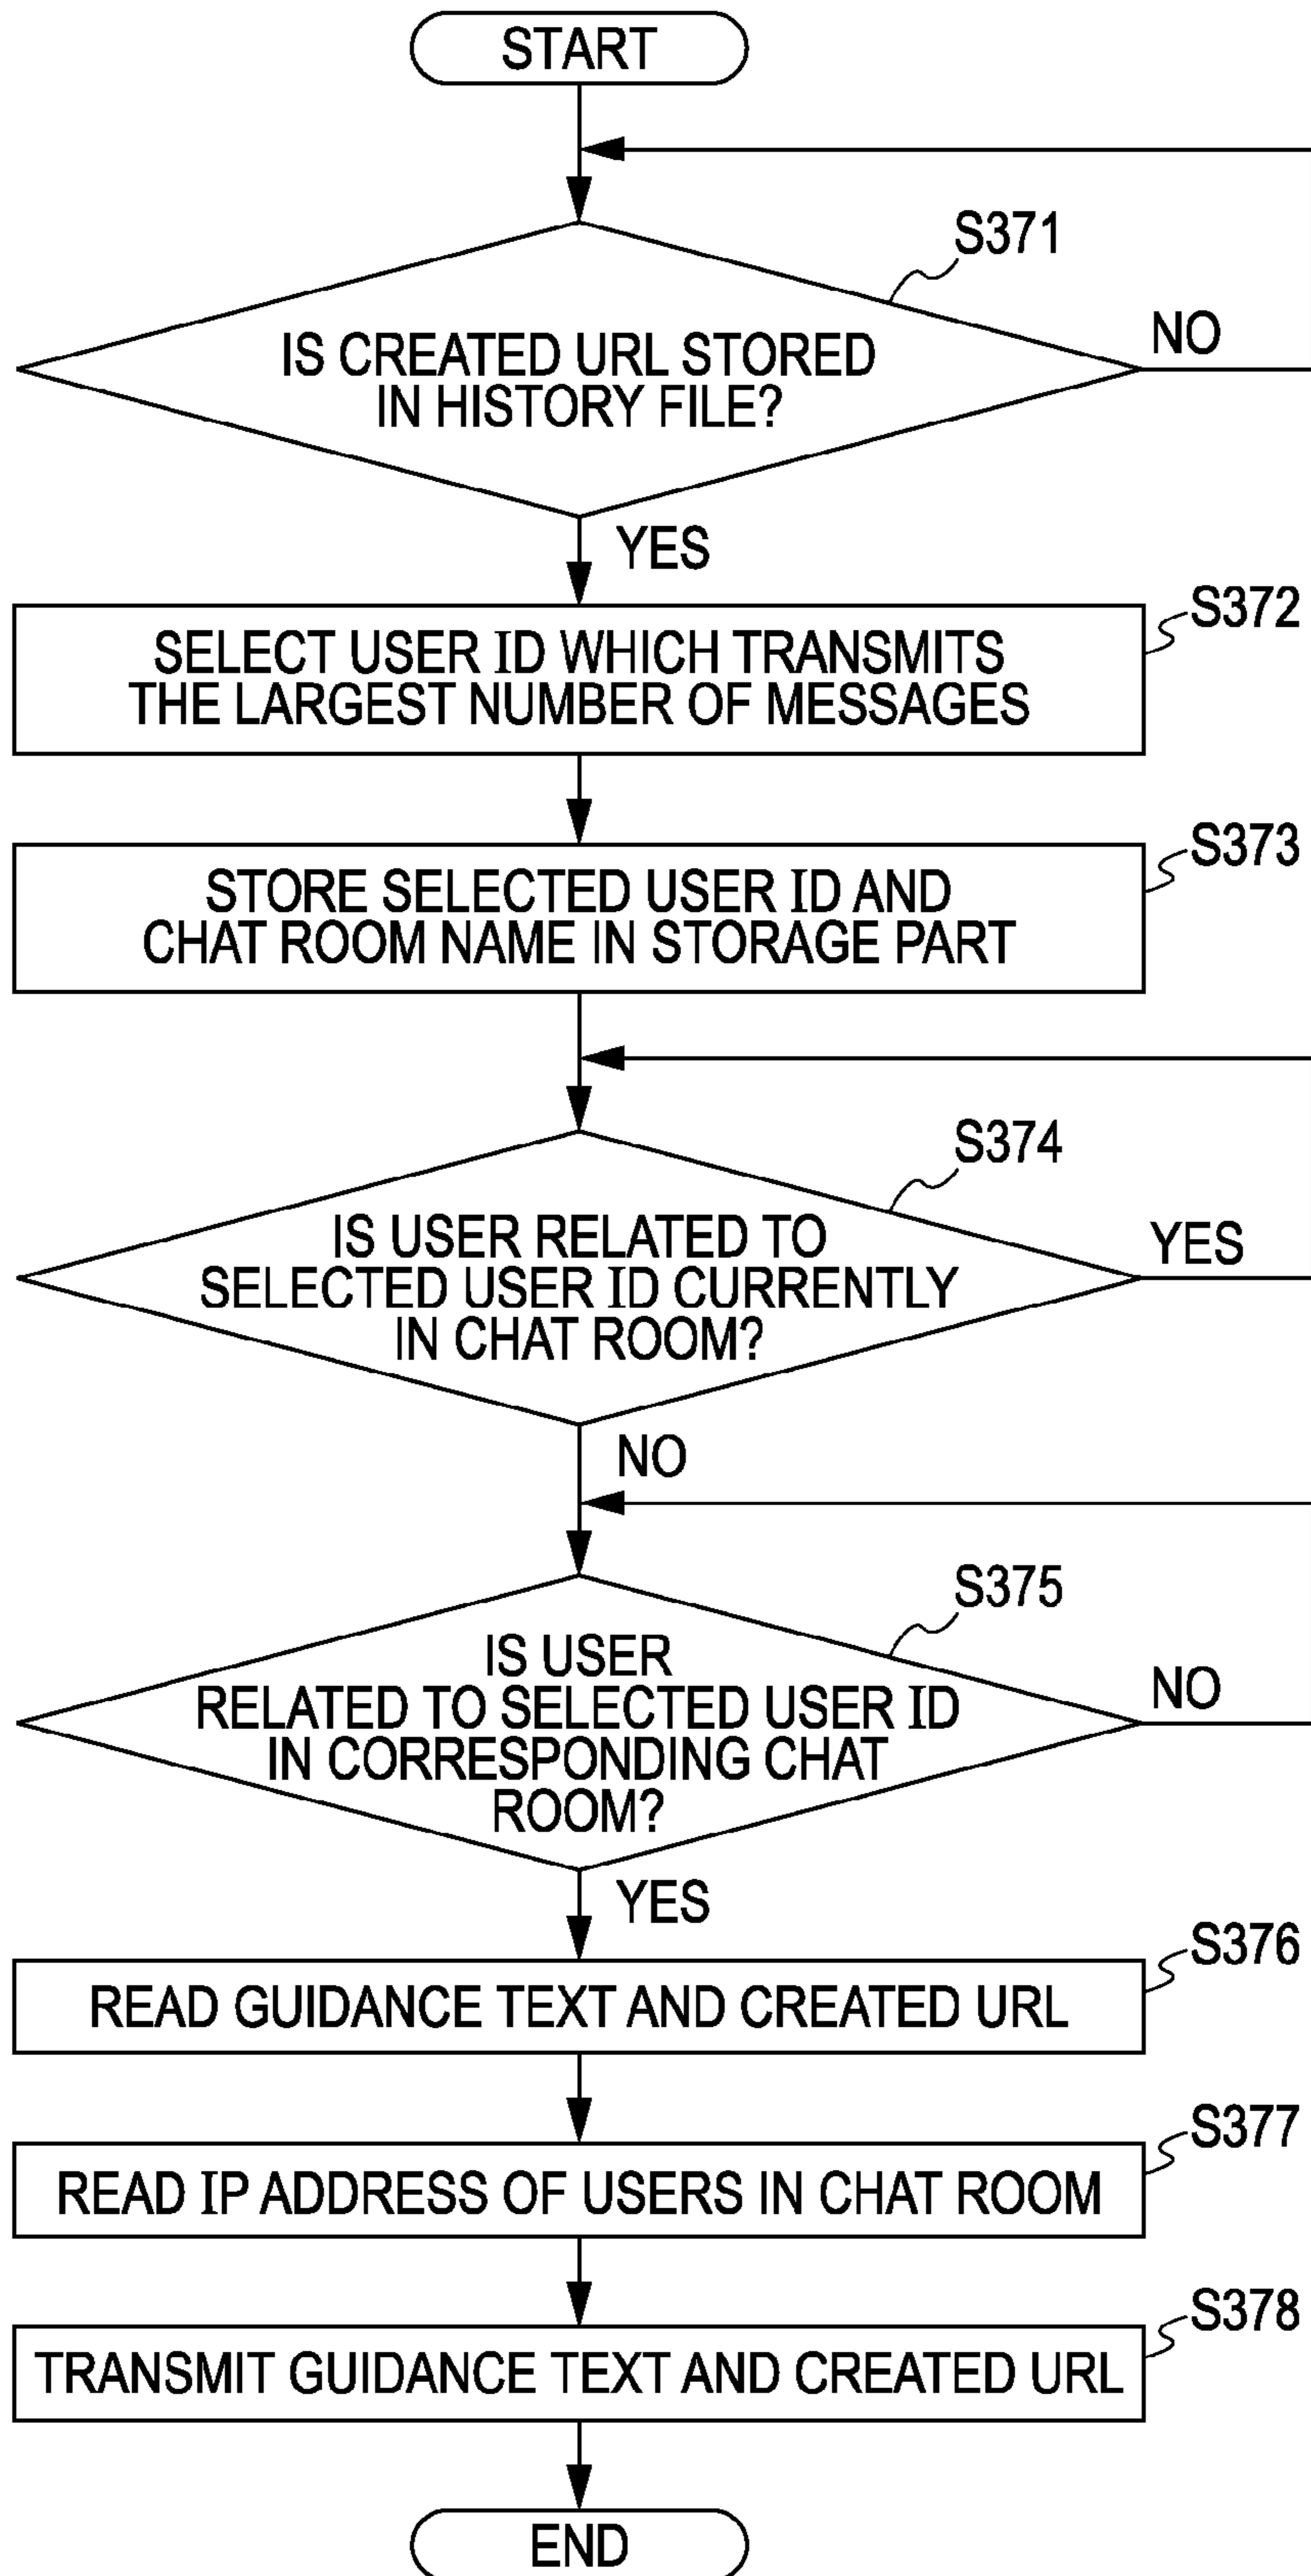 START
S371
IS CREATED URL STORED
IN HISTORY FILE?
NO
YES
S372
SELECT USER ID WHICH TRANSMITS
THE LARGEST NUMBER OF MESSAGES
S373
STORE SELECTED USER ID AND
CHAT ROOM NAME IN STORAGE PART
S374
IS USER RELATED TO
SELECTED USER ID CURRENTLY
IN CHAT ROOM?
YES
NO
S375
IS USER
RELATED TO SELECTED USER ID
IN CORRESPONDING CHAT
ROOM?
NO
YES
S376
READ GUIDANCE TEXT AND CREATED URL
S377
READ IP ADDRESS OF USERS IN CHAT ROOM
S378
TRANSMIT GUIDANCE TEXT AND CREATED URL
END